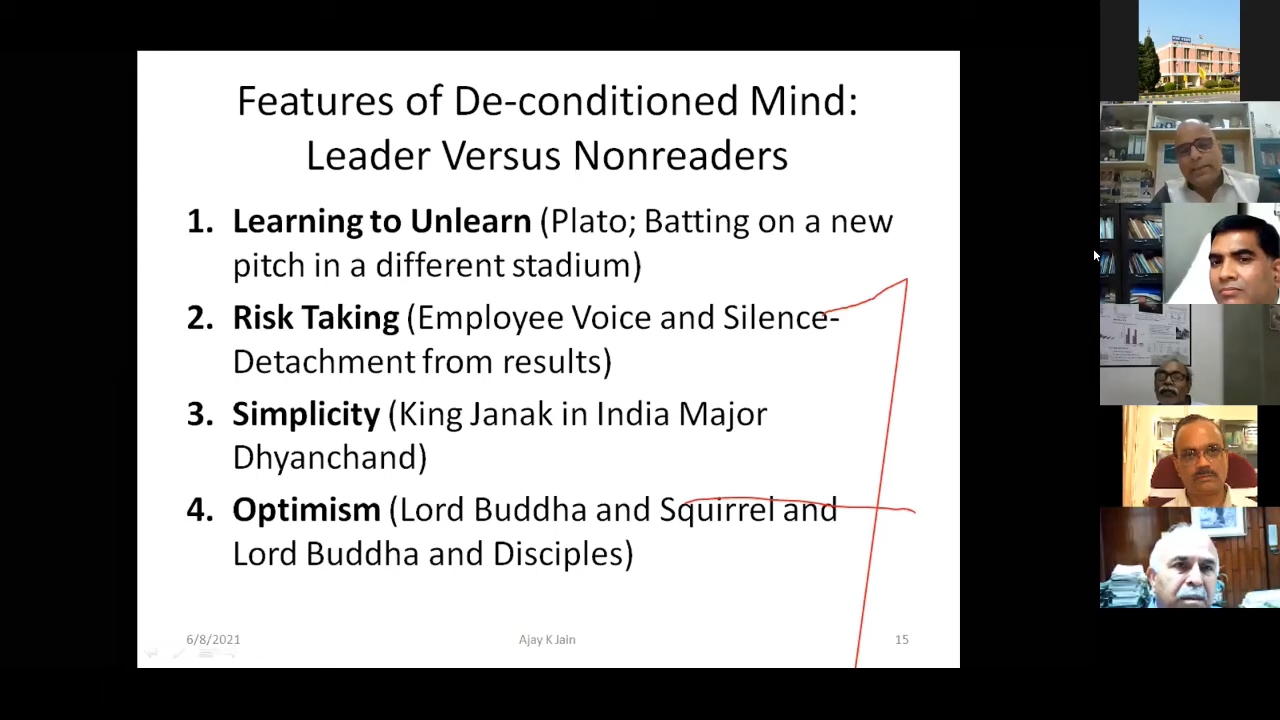 Features of De-conditioned Mind:
Leader Versus Nonreaders
1. Learning to Unlearn (Plato; Batting on a new
pitch in a different stadium)
2. Risk Taking (Employee Voice and Silence-
Detachment from results)
3. Simplicity (King Janak in India Major
Dhyanchand)
4. Optimism (Lord Buddha and Squirrel and
Lord Buddha and Disciples)
6/8/2021 Ajay K Jain 15